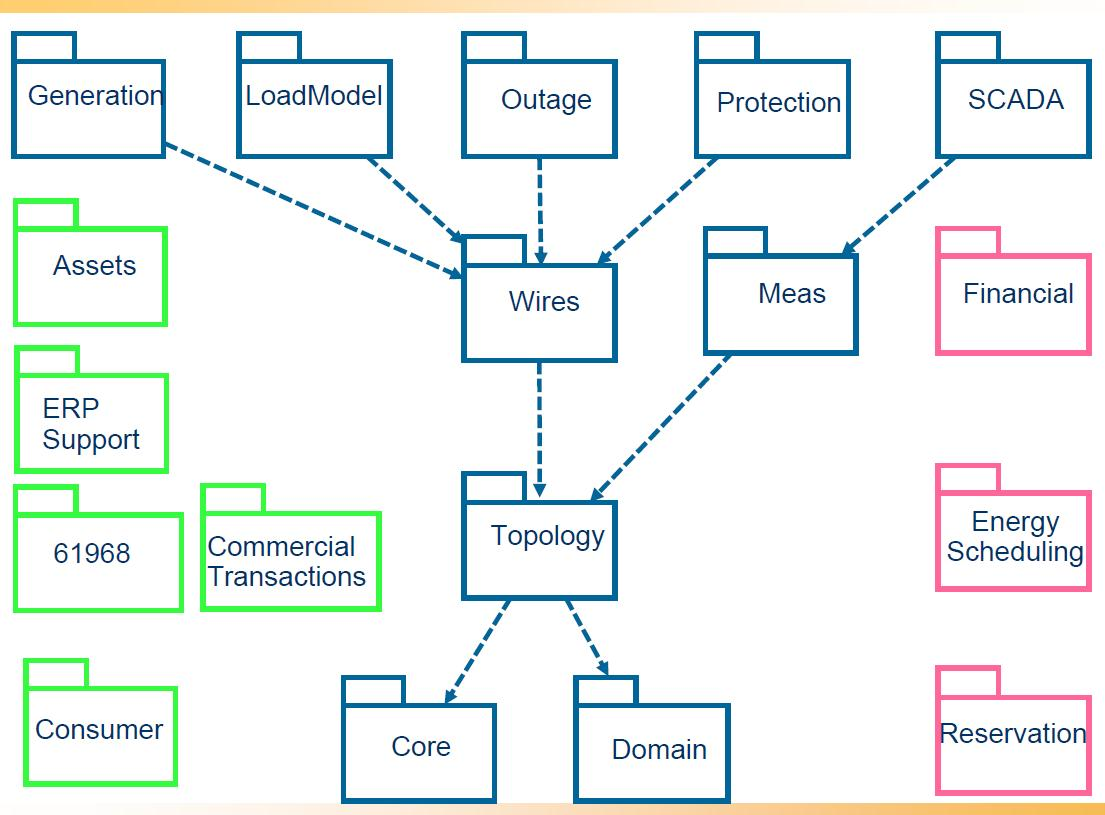 Generation
LoadModel
Outage
Protection
SCADA
Assets
Wires
Meas
Financial
ERP
Support
61968
Commercial
Transactions
Topology
Energy
Scheduling
Consumer
Core
Domain
Reservation